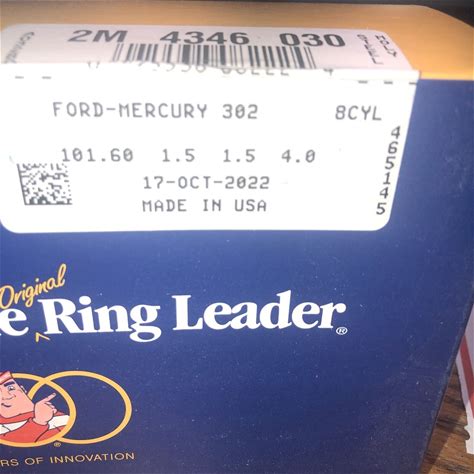 2M 4346 030
FORD-MERCURY 302 8CYL
101.60 1.5 1.5 4.0
17-OCT-2022
MADE IN USA
465145
Original
e Ring Leader®
RS OF INNOVATION